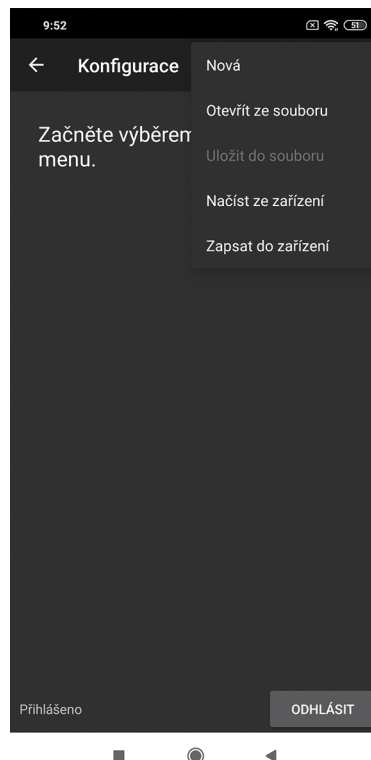 9:52
51
Konfigurace
Nová
Otevřít ze souboru
Uložit do souboru
Načíst ze zařízení
Zapsat do zařízení
Začněte výběrem
menu.
Přihlášeno
ODHLÁSIT